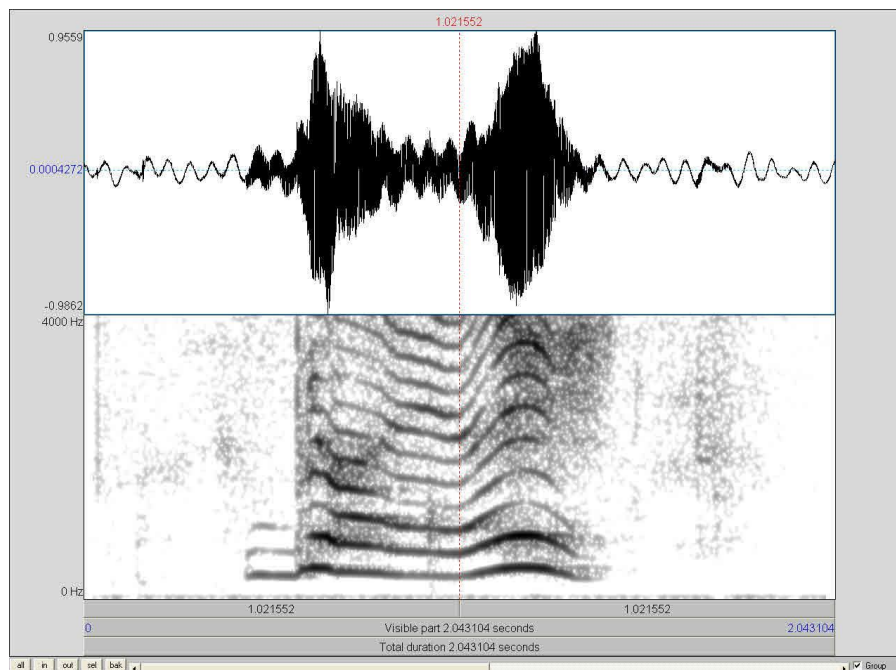 1.021552
0.9559
0.0004272
-0.9862
4000 Hz
0 Hz
1.021552 1.021552
0 Visible part 2.043104 seconds 2.043104
Total duration 2.043104 seconds
all in out sel bak Group